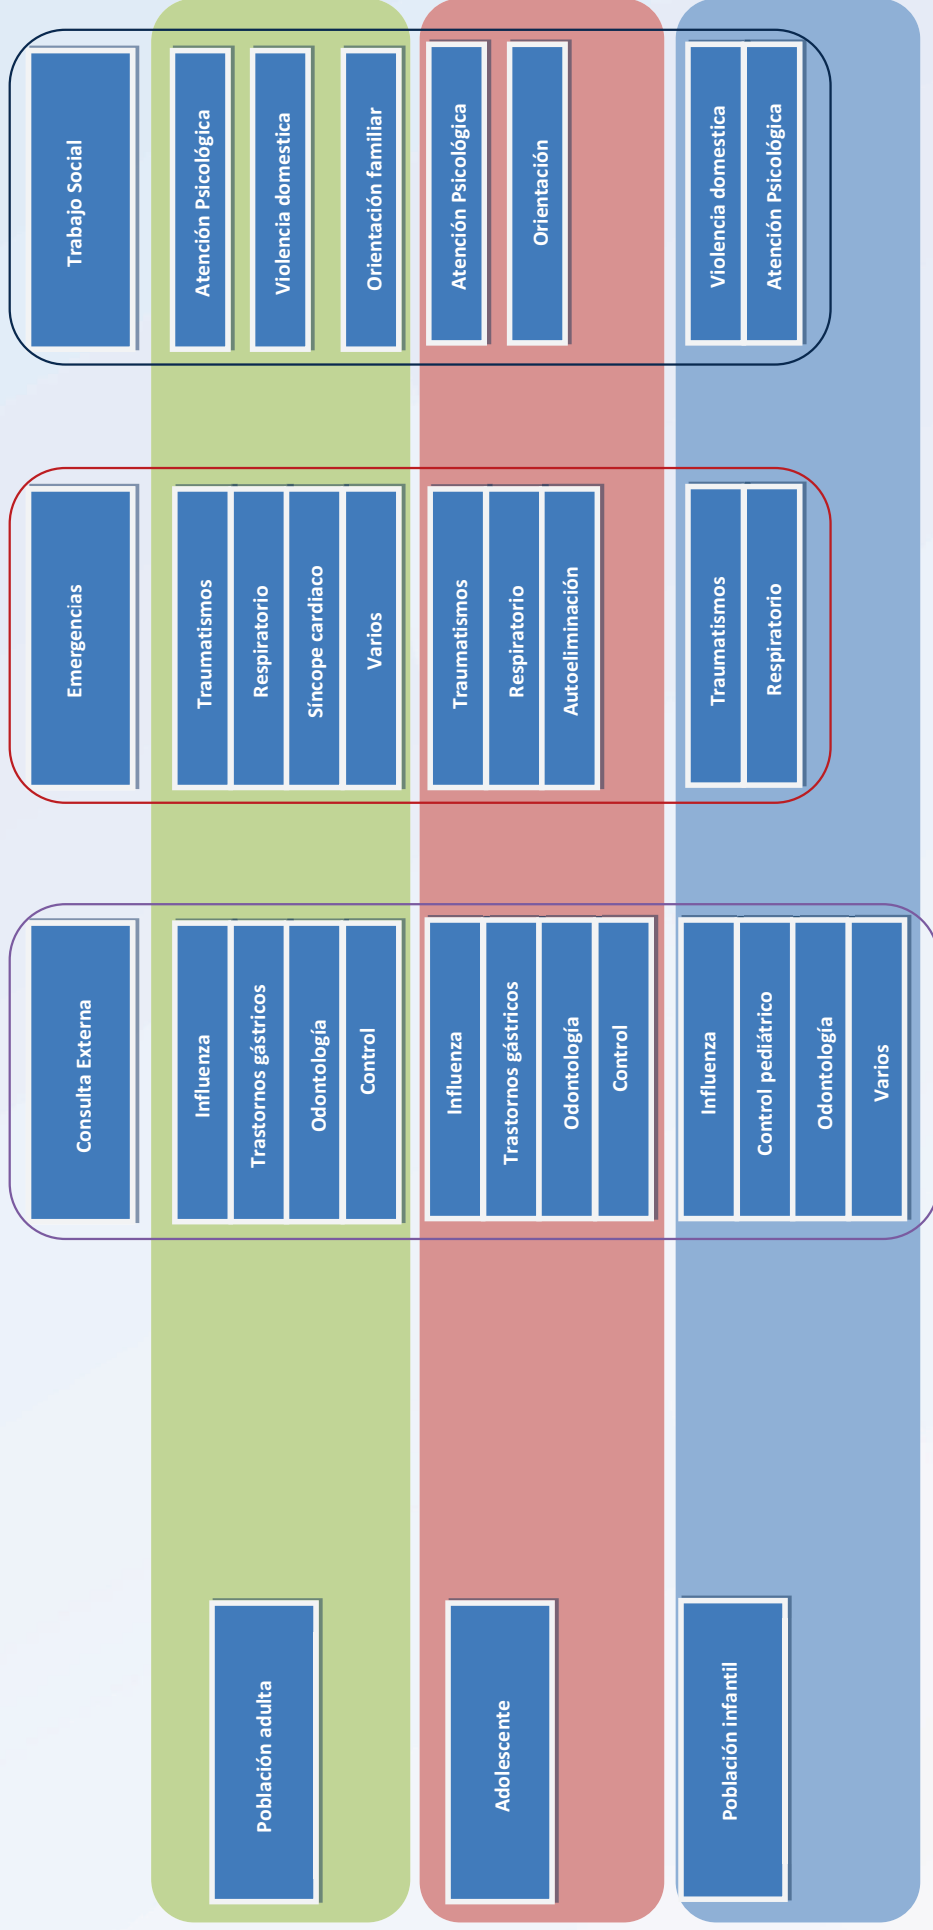 Consulta Externa
Emergencias
Trabajo Social
Población adulta
Influenza
Trastornos gástricos
Odontología
Control
Traumatismos
Respiratorio
Síncope cardiaco
Varios
Atención Psicológica
Violencia domestica
Orientación familiar
Adolescente
Influenza
Trastornos gástricos
Odontología
Control
Traumatismos
Respiratorio
Autoeliminación
Atención Psicológica
Orientación
Población infantil
Influenza
Control pediátrico
Odontología
Varios
Traumatismos
Respiratorio
Violencia domestica
Atención Psicológica